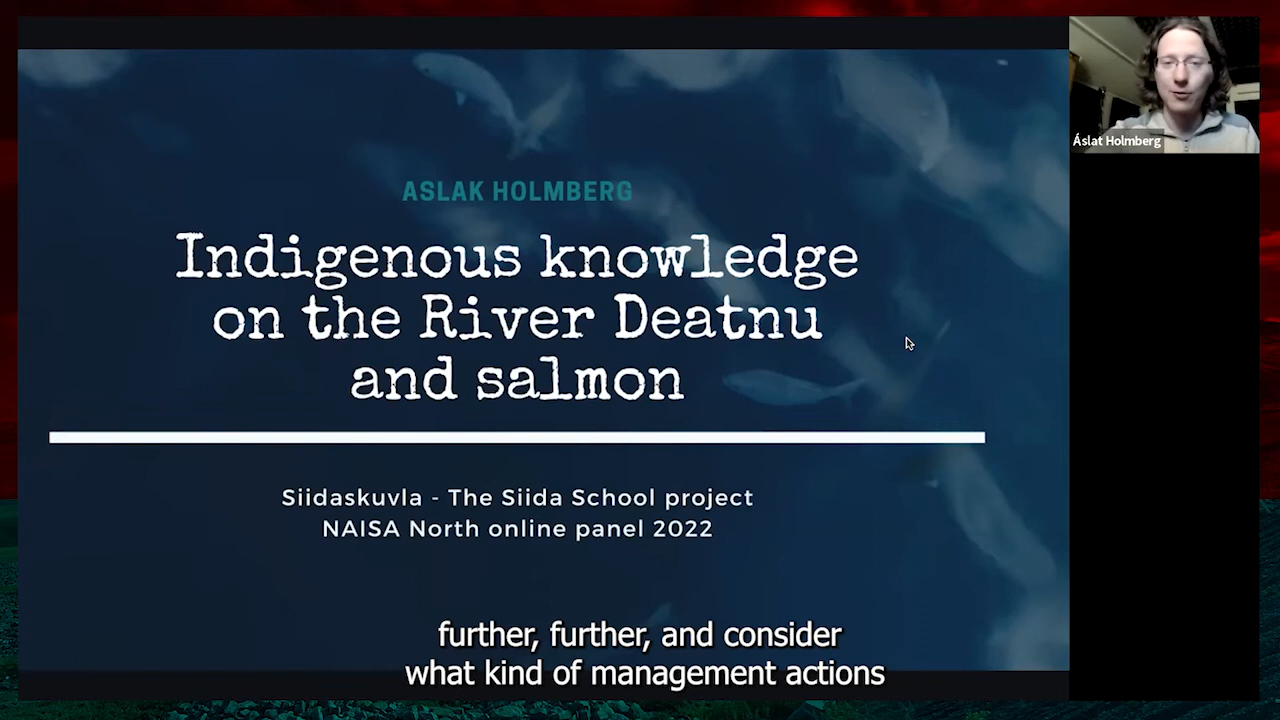 Áslat Holmberg
ASLAK HOLMBERG
Indigenous knowledge
on the River Deatnu
and salmon
Siidaskuvla - The Siida School project
NAISA North online panel 2022
further, further, and consider
what kind of management actions